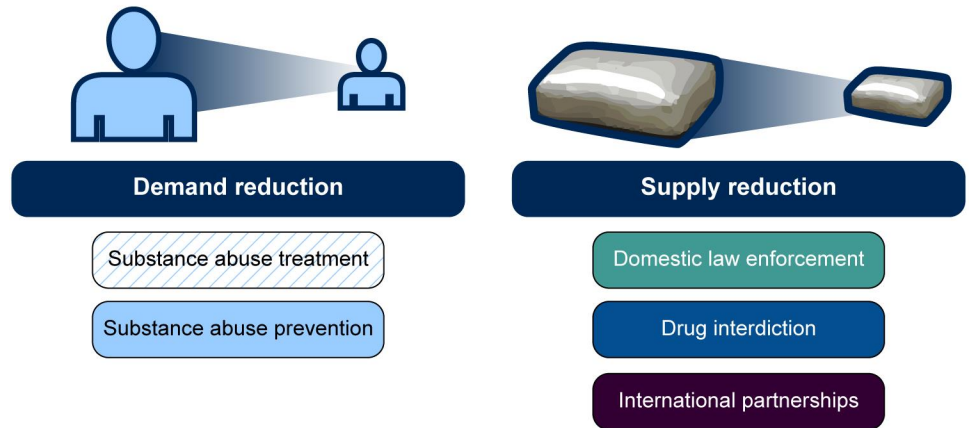 Demand reduction
Substance abuse treatment
Substance abuse prevention
Supply reduction
Domestic law enforcement
Drug interdiction
International partnerships